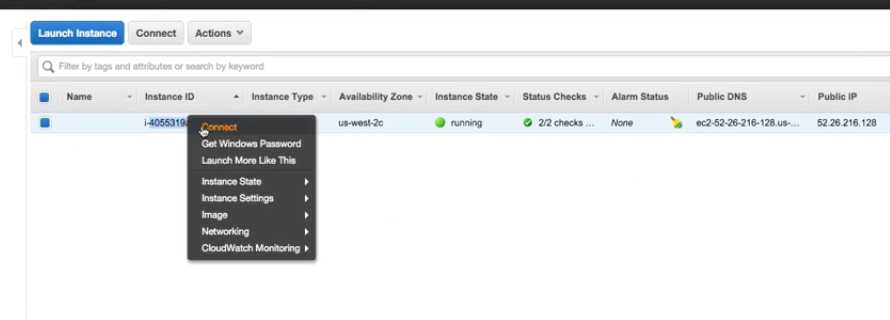 Launch Instance Connect Actions
Filter by tags and attributes or search by keyword
Name Instance ID Instance Type Availability Zone Instance State Status Checks Alarm Status Public DNS Public IP
i-4055319 us-west-2c running 2/2 checks ... None ec2-52-26-216-128.us-... 52.26.216.128
Connect
Get Windows Password
Launch More Like This
Instance State
Instance Settings
Image
Networking
CloudWatch Monitoring